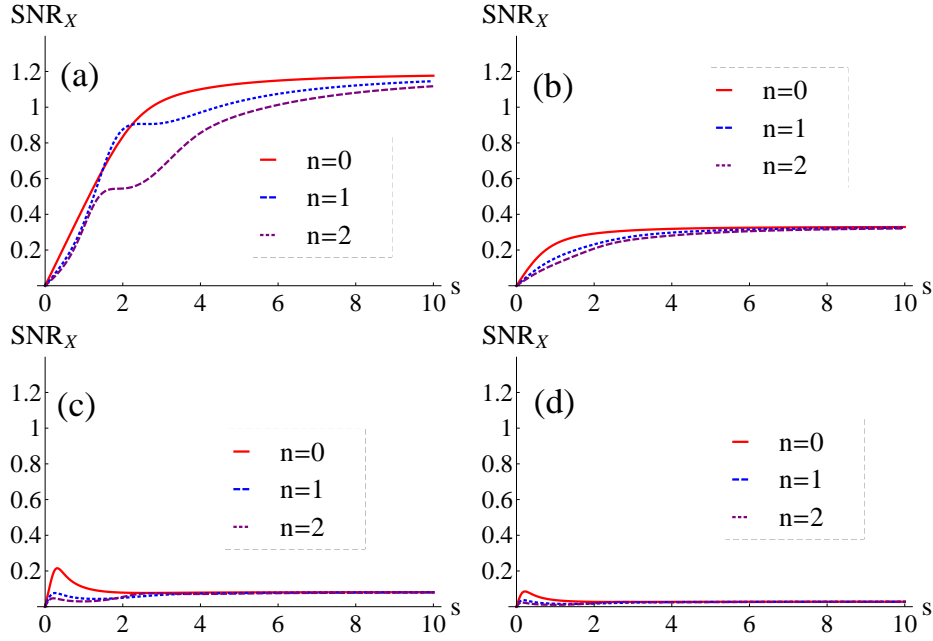 SNR_X
(a)
1.2
1
0.8
0.6
0.4
0.2
n=0
n=1
n=2
0 2 4 6 8 10 s
SNR_X
(b)
1.2
1
0.8
0.6
0.4
0.2
n=0
n=1
n=2
0 2 4 6 8 10 s
SNR_X
(c)
1.2
1
0.8
0.6
0.4
0.2
n=0
n=1
n=2
0 2 4 6 8 10 s
SNR_X
(d)
1.2
1
0.8
0.6
0.4
0.2
n=0
n=1
n=2
0 2 4 6 8 10 s